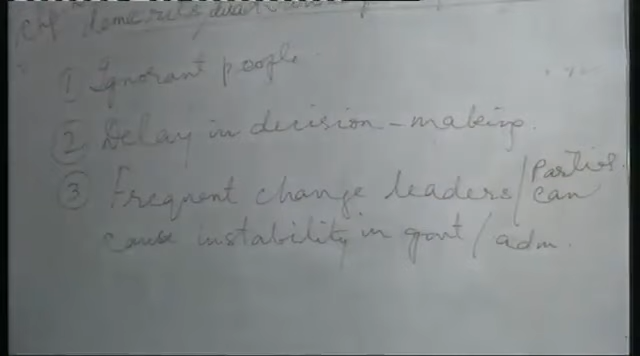 demerits
① Ignorant people.
② Delay in decision-making.
③ Frequent change leaders/Parties can
cause instability in govt/adm.